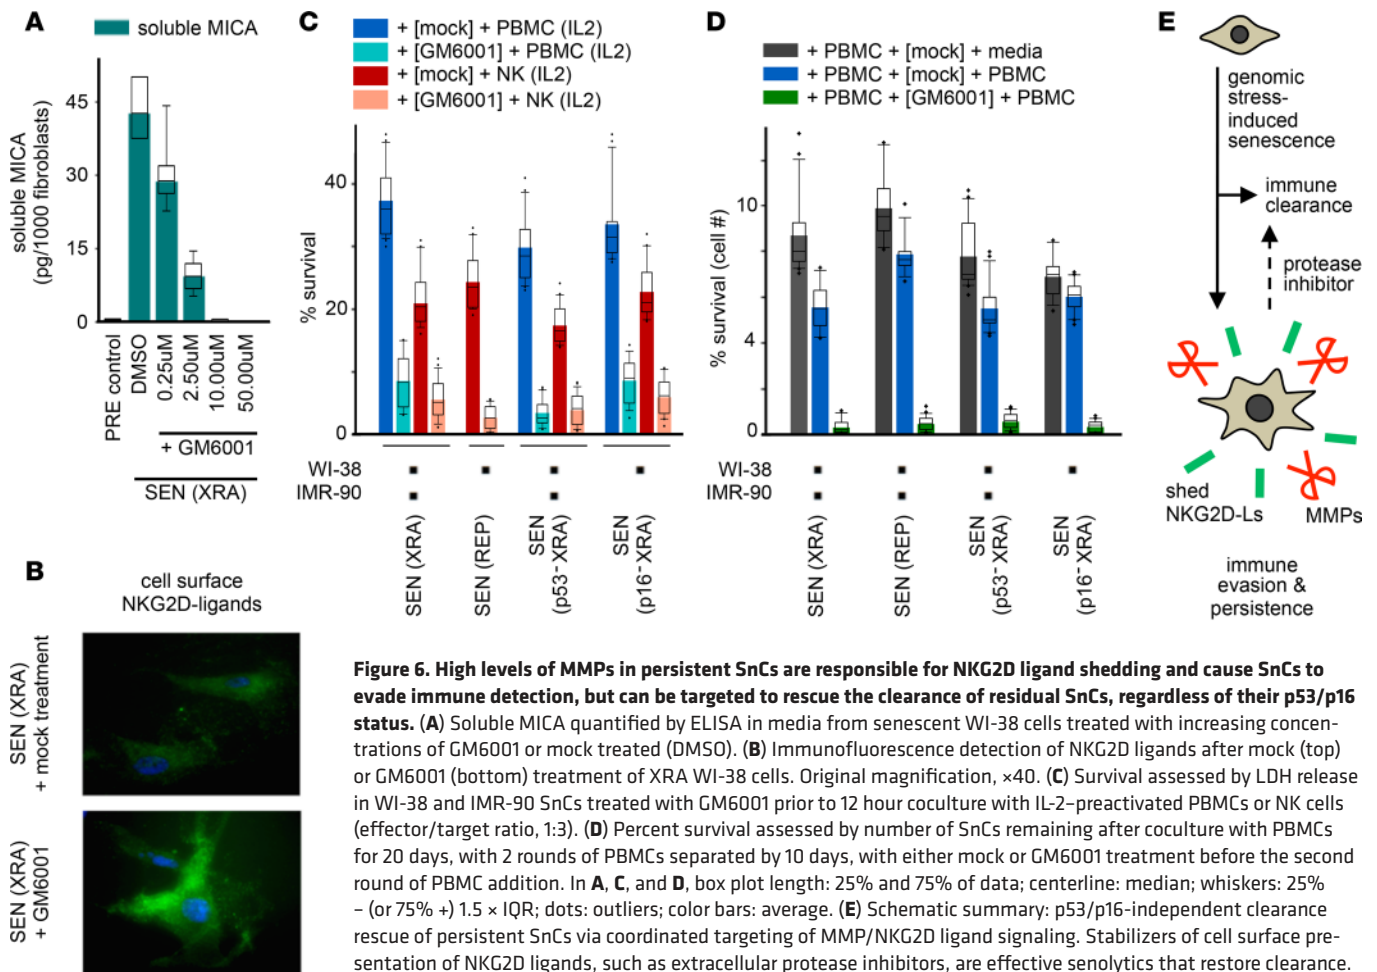 A
soluble MICA
soluble MICA
(pg/1000 fibroblasts)
45
30
15
0
PRE control
DMSO
0.25uM
2.50uM
10.00uM
50.00uM
+ GM6001
SEN (XRA)
B
cell surface
NKG2D-ligands
SEN (XRA)
+ mock treatment
SEN (XRA)
+ GM6001
C
+ [mock] + PBMC (IL2)
+ [GM6001] + PBMC (IL2)
+ [mock] + NK (IL2)
+ [GM6001] + NK (IL2)
% survival
40
20
0
WI-38
IMR-90
SEN (XRA)
SEN (REP)
SEN
(p53- XRA)
SEN
(p16- XRA)
D
+ PBMC + [mock] + media
+ PBMC + [mock] + PBMC
+ PBMC + [GM6001] + PBMC
% survival (cell #)
10
4
0
WI-38
IMR-90
SEN (XRA)
SEN (REP)
SEN
(p53- XRA)
SEN
(p16- XRA)
E
genomic
stress-
induced
senescence
immune
clearance
protease
inhibitor
shed
NKG2D-Ls
MMPs
immune
evasion &
persistence
Figure 6. High levels of MMPs in persistent SnCs are responsible for NKG2D ligand shedding and cause SnCs to
evade immune detection, but can be targeted to rescue the clearance of residual SnCs, regardless of their p53/p16
status. (A) Soluble MICA quantified by ELISA in media from senescent WI-38 cells treated with increasing concen-
trations of GM6001 or mock treated (DMSO). (B) Immunofluorescence detection of NKG2D ligands after mock (top)
or GM6001 (bottom) treatment of XRA WI-38 cells. Original magnification, ×40. (C) Survival assessed by LDH release
in WI-38 and IMR-90 SnCs treated with GM6001 prior to 12 hour coculture with IL-2–preactivated PBMCs or NK cells
(effector/target ratio, 1:3). (D) Percent survival assessed by number of SnCs remaining after coculture with PBMCs
for 20 days, with 2 rounds of PBMCs separated by 10 days, with either mock or GM6001 treatment before the second
round of PBMC addition. In A, C, and D, box plot length: 25% and 75% of data; centerline: median; whiskers: 25%
– (or 75% +) 1.5 × IQR; dots: outliers; color bars: average. (E) Schematic summary: p53/p16-independent clearance
rescue of persistent SnCs via coordinated targeting of MMP/NKG2D ligand signaling. Stabilizers of cell surface pre-
sentation of NKG2D ligands, such as extracellular protease inhibitors, are effective senolytics that restore clearance.